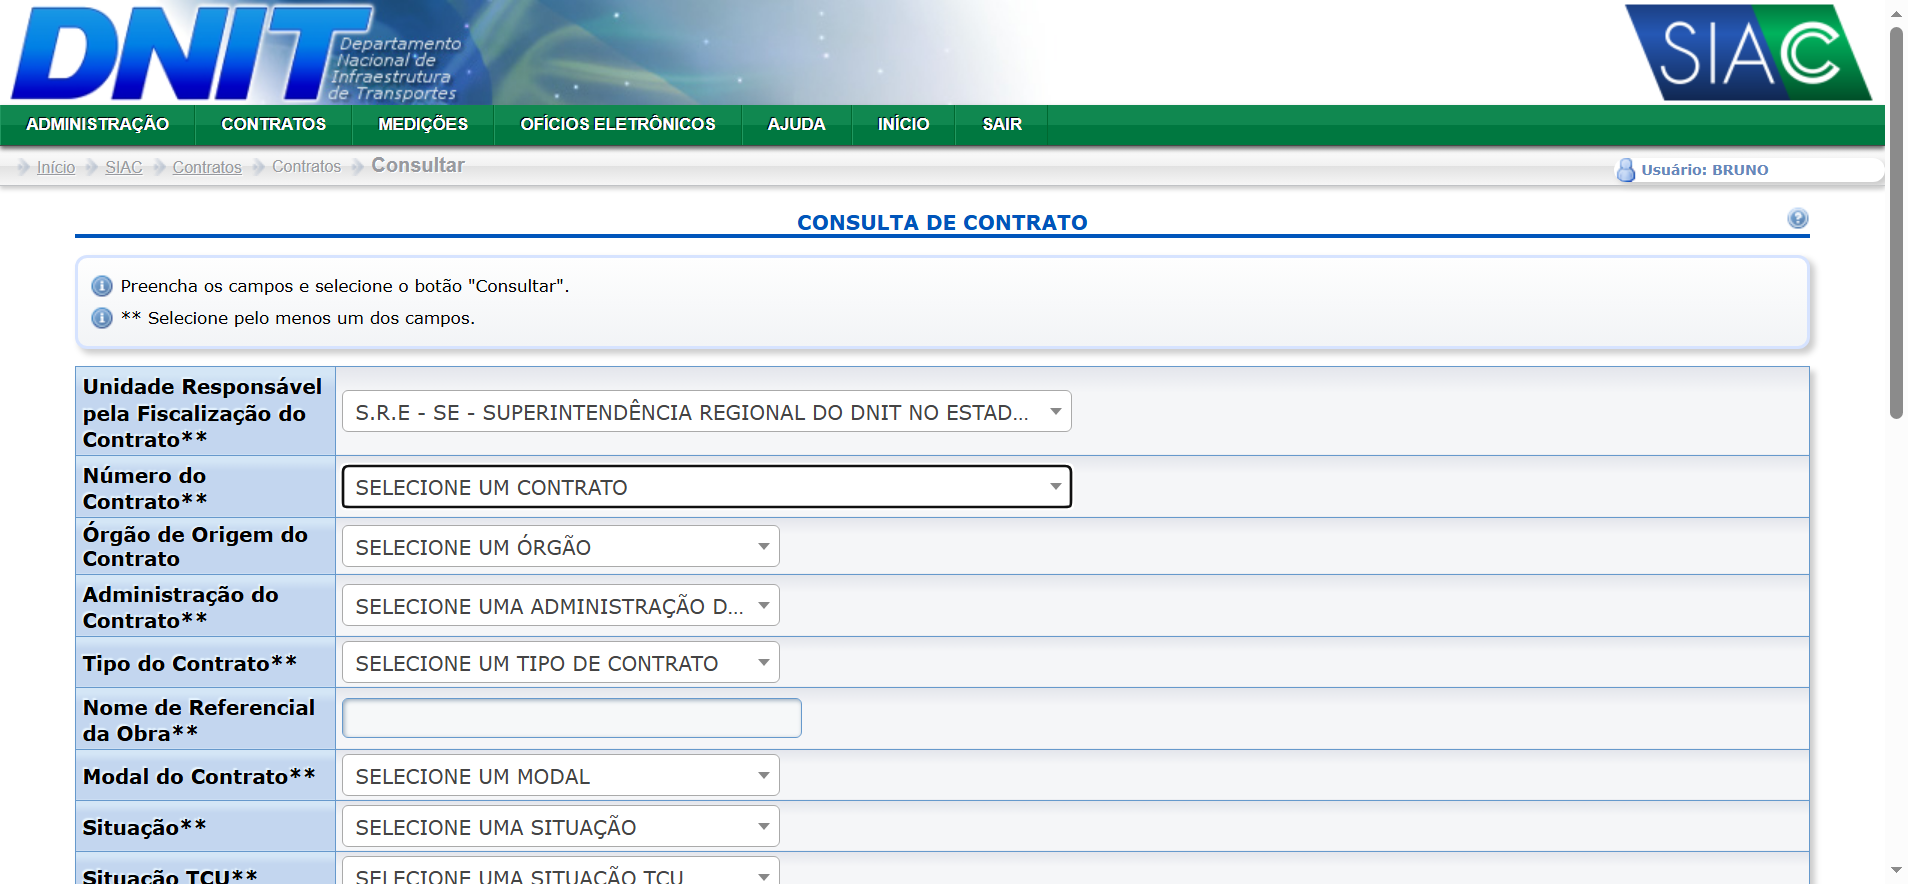 DNIT
Departamento
Nacional de
Infraestrutura
de Transportes
SIAC
ADMINISTRAÇÃO CONTRATOS MEDIÇÕES OFÍCIOS ELETRÔNICOS AJUDA INÍCIO SAIR
Início SIAC Contratos Contratos Consultar
Usuário: BRUNO
CONSULTA DE CONTRATO
Preencha os campos e selecione o botão "Consultar".
** Selecione pelo menos um dos campos.
Unidade Responsável
pela Fiscalização do
Contrato**
S.R.E - SE - SUPERINTENDÊNCIA REGIONAL DO DNIT NO ESTAD...
Número do
Contrato**
SELECIONE UM CONTRATO
Órgão de Origem do
Contrato
SELECIONE UM ÓRGÃO
Administração do
Contrato**
SELECIONE UMA ADMINISTRAÇÃO D...
Tipo do Contrato**
SELECIONE UM TIPO DE CONTRATO
Nome de Referencial
da Obra**
Modal do Contrato**
SELECIONE UM MODAL
Situação**
SELECIONE UMA SITUAÇÃO
Situação TCU**
SELECIONE UMA SITUAÇÃO TCU